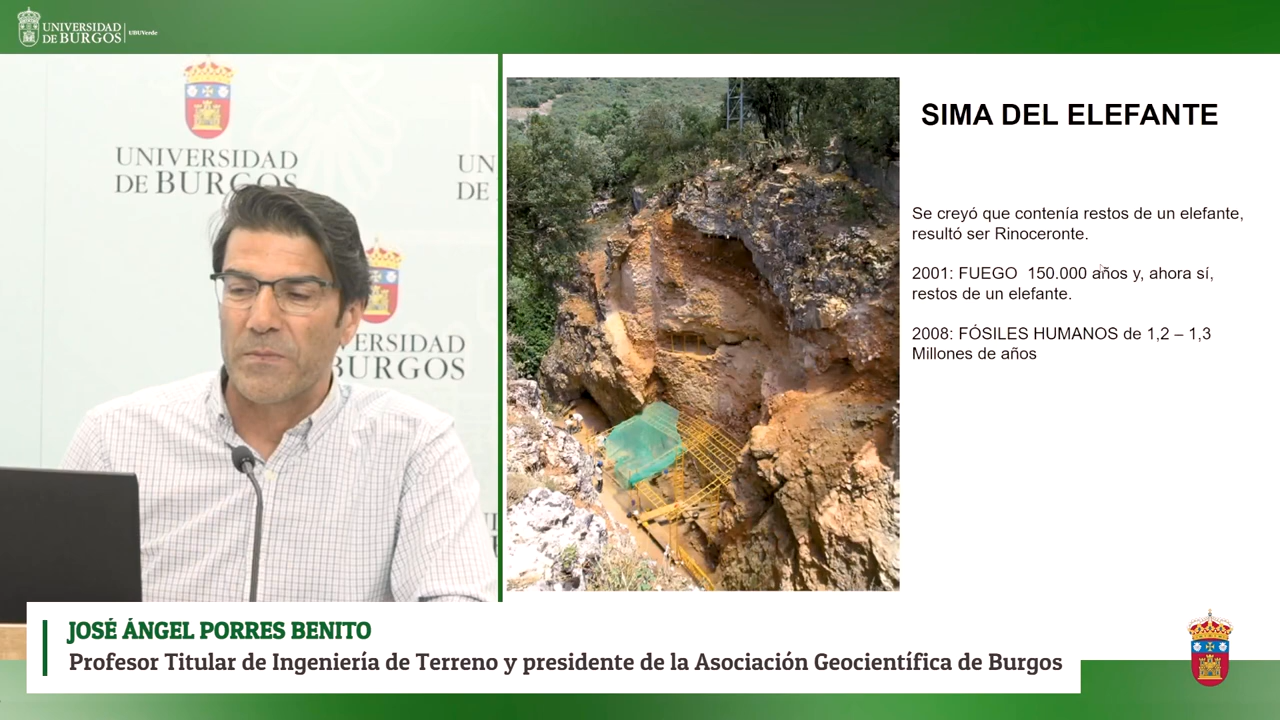 UNIVERSIDAD
DE BURGOS
UBUVerde
UNIVERSIDAD
DE BURGOS
UN
DE
ERSIDAD
BURGOS
SIMA DEL ELEFANTE
Se creyó que contenía restos de un elefante,
resultó ser Rinoceronte.
2001: FUEGO 150.000 años y, ahora sí,
restos de un elefante.
2008: FÓSILES HUMANOS de 1,2 – 1,3
Millones de años
JOSÉ ÁNGEL PORRES BENITO
Profesor Titular de Ingeniería de Terreno y presidente de la Asociación Geocientífica de Burgos